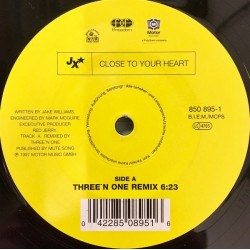 Motor
JX
CLOSE TO YOUR HEART
WRITTEN BY JAKE WILLIAMS.
ENGINEERED BY MARK MCGUIRE.
EXCECUTIVE PRODUCER
RED JERRY.
TRACK A REMIXED BY
THREE'N ONE.
PUBLISHED BY MUTE SONG.
℗ 1997 MOTOR MUSIC GMBH
850 895-1
B.I.E.M./MCPS
SIDE A
THREE'N ONE REMIX 6:23
0 42285 08951 6